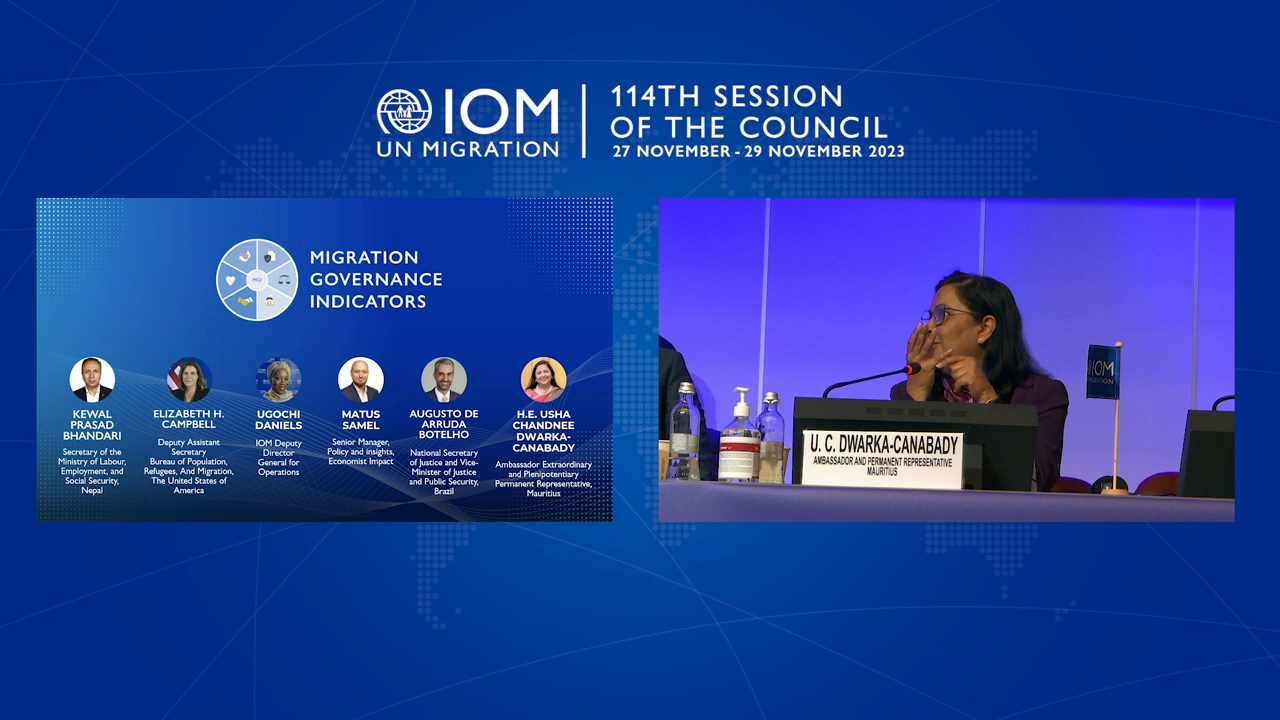 IOM
UN MIGRATION
114TH SESSION
OF THE COUNCIL
27 NOVEMBER - 29 NOVEMBER 2023
MGI
MIGRATION
GOVERNANCE
INDICATORS
KEWAL
PRASAD
BHANDARI
Secretary of the
Ministry of Labour,
Employment, and
Social Security,
Nepal
ELIZABETH H.
CAMPBELL
Deputy Assistant
Secretary
Bureau of Population,
Refugees, And Migration,
The United States of
America
UGOCHI
DANIELS
IOM Deputy
Director
General for
Operations
MATUS
SAMEL
Senior Manager,
Policy and insights,
Economist Impact
AUGUSTO DE
ARRUDA
BOTELHO
National Secretary
of Justice and Vice-
Minister of Justice
and Public Security,
Brazil
H.E. USHA
CHANDNEE
DWARKA-
CANABADY
Ambassador Extraordinary
and Plenipotentiary
Permanent Representative,
Mauritius
U. C. DWARKA-CANABADY
AMBASSADOR AND PERMANENT REPRESENTATIVE
MAURITIUS
IOM
MIGRATION